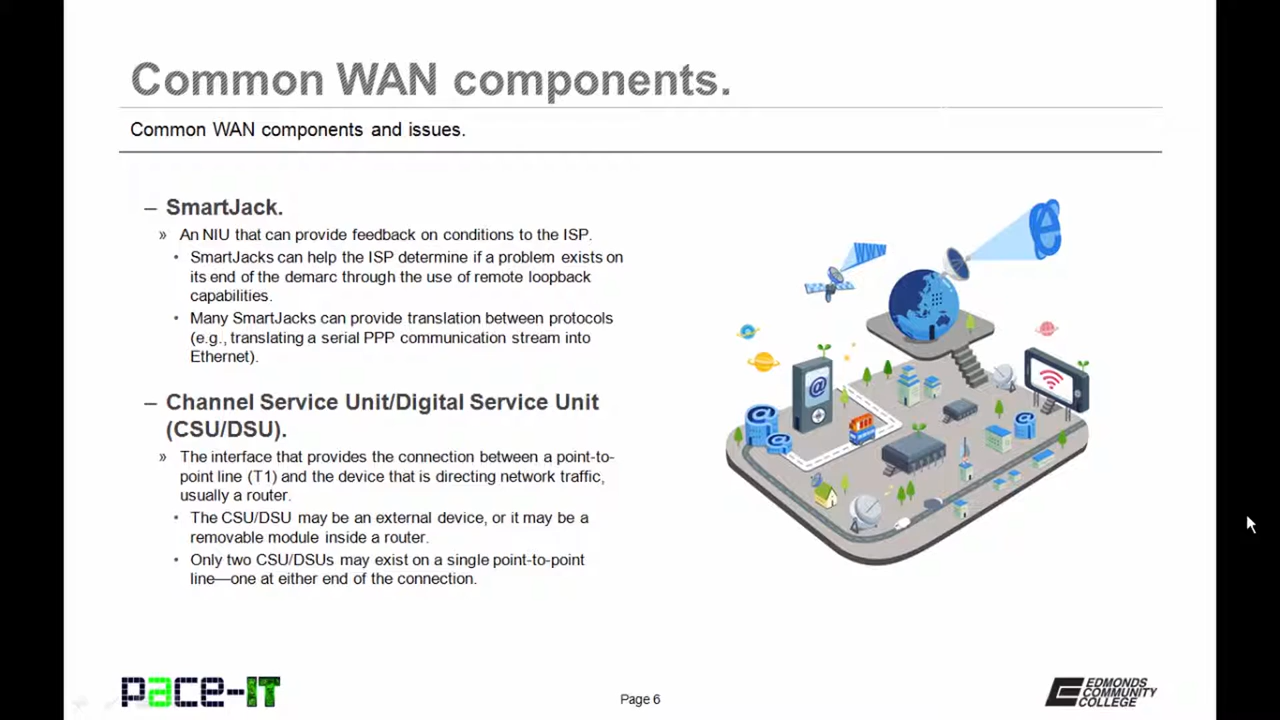 Common WAN components.
Common WAN components and issues.
– SmartJack.
» An NIU that can provide feedback on conditions to the ISP.
• SmartJacks can help the ISP determine if a problem exists on
its end of the demarc through the use of remote loopback
capabilities.
• Many SmartJacks can provide translation between protocols
(e.g., translating a serial PPP communication stream into
Ethernet).
– Channel Service Unit/Digital Service Unit
(CSU/DSU).
» The interface that provides the connection between a point-to-
point line (T1) and the device that is directing network traffic,
usually a router.
• The CSU/DSU may be an external device, or it may be a
removable module inside a router.
• Only two CSU/DSUs may exist on a single point-to-point
line—one at either end of the connection.
WWW
e
@
@
@
@
pace-IT
Page 6
EDMONDS
COMMUNITY
COLLEGE